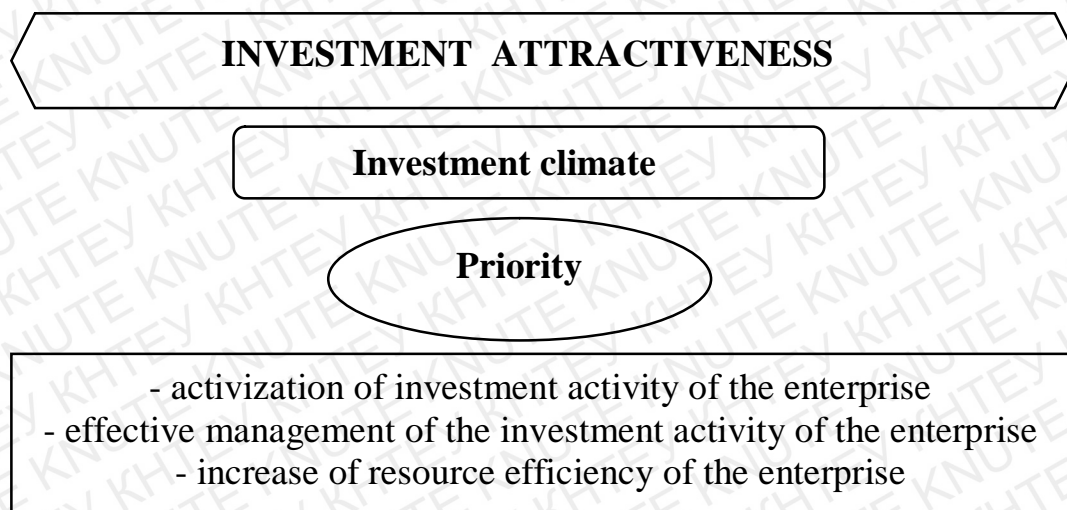 INVESTMENT ATTRACTIVENESS
Investment climate
Priority
- activization of investment activity of the enterprise
- effective management of the investment activity of the enterprise
- increase of resource efficiency of the enterprise